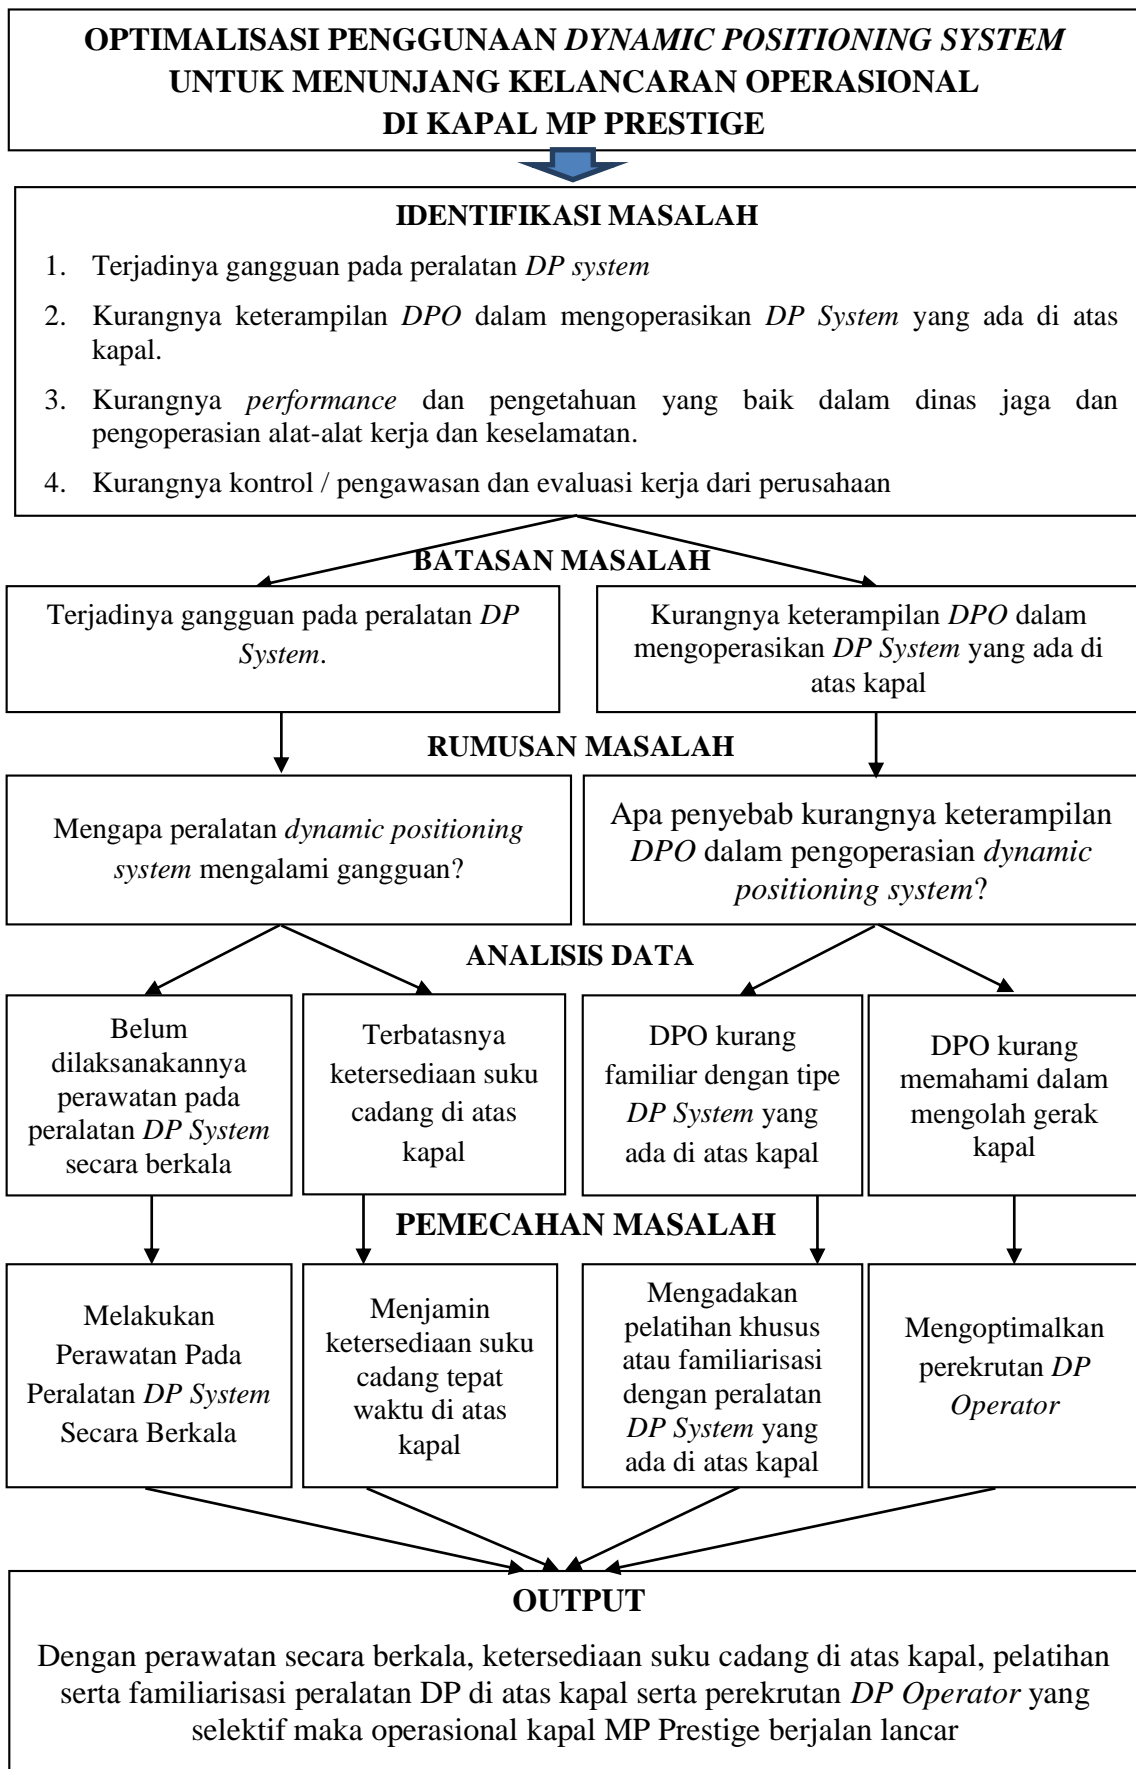 OPTIMALISASI PENGGUNAAN DYNAMIC POSITIONING SYSTEM
UNTUK MENUNJANG KELANCARAN OPERASIONAL
DI KAPAL MP PRESTIGE
IDENTIFIKASI MASALAH
1. Terjadinya gangguan pada peralatan DP system
2. Kurangnya keterampilan DPO dalam mengoperasikan DP System yang ada di atas
kapal.
3. Kurangnya performance dan pengetahuan yang baik dalam dinas jaga dan
pengoperasian alat-alat kerja dan keselamatan.
4. Kurangnya kontrol / pengawasan dan evaluasi kerja dari perusahaan
BATASAN MASALAH
Terjadinya gangguan pada peralatan DP
System.
Kurangnya keterampilan DPO dalam
mengoperasikan DP System yang ada di
atas kapal
RUMUSAN MASALAH
Mengapa peralatan dynamic positioning
system mengalami gangguan?
Apa penyebab kurangnya keterampilan
DPO dalam pengoperasian dynamic
positioning system?
ANALISIS DATA
Belum
dilaksanakannya
perawatan pada
peralatan DP System
secara berkala
Terbatasnya
ketersediaan suku
cadang di atas
kapal
DPO kurang
familiar dengan tipe
DP System yang
ada di atas kapal
DPO kurang
memahami dalam
mengolah gerak
kapal
PEMECAHAN MASALAH
Melakukan
Perawatan Pada
Peralatan DP System
Secara Berkala
Menjamin
ketersediaan suku
cadang tepat
waktu di atas
kapal
Mengadakan
pelatihan khusus
atau familiarisasi
dengan peralatan
DP System yang
ada di atas kapal
Mengoptimalkan
perekrutan DP
Operator
OUTPUT
Dengan perawatan secara berkala, ketersediaan suku cadang di atas kapal, pelatihan
serta familiarisasi peralatan DP di atas kapal serta perekrutan DP Operator yang
selektif maka operasional kapal MP Prestige berjalan lancar